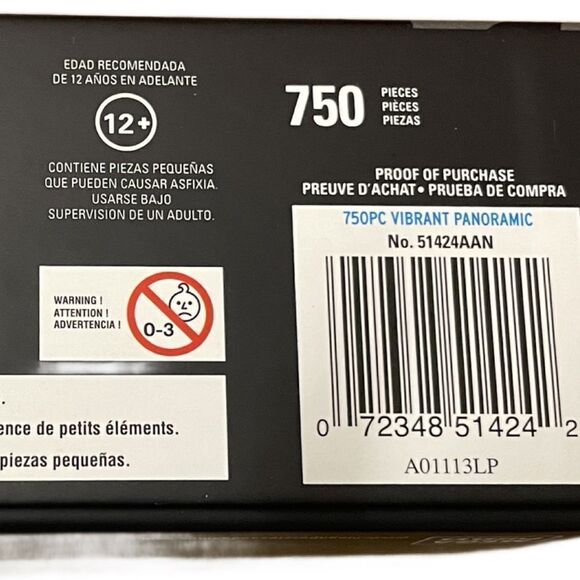 EDAD RECOMENDADA
DE 12 AÑOS EN ADELANTE
12+
CONTIENE PIEZAS PEQUEÑAS
QUE PUEDEN CAUSAR ASFIXIA.
USARSE BAJO
SUPERVISION DE UN ADULTO.
WARNING !
ATTENTION !
ADVERTENCIA !
0-3
ence de petits éléments.
piezas pequeñas.
750 PIECES
PIÈCES
PIEZAS
PROOF OF PURCHASE
PREUVE D'ACHAT• PRUEBA DE COMPRA
750PC VIBRANT PANORAMIC
No. 51424AAN
0 72348 51424 2
A01113LP